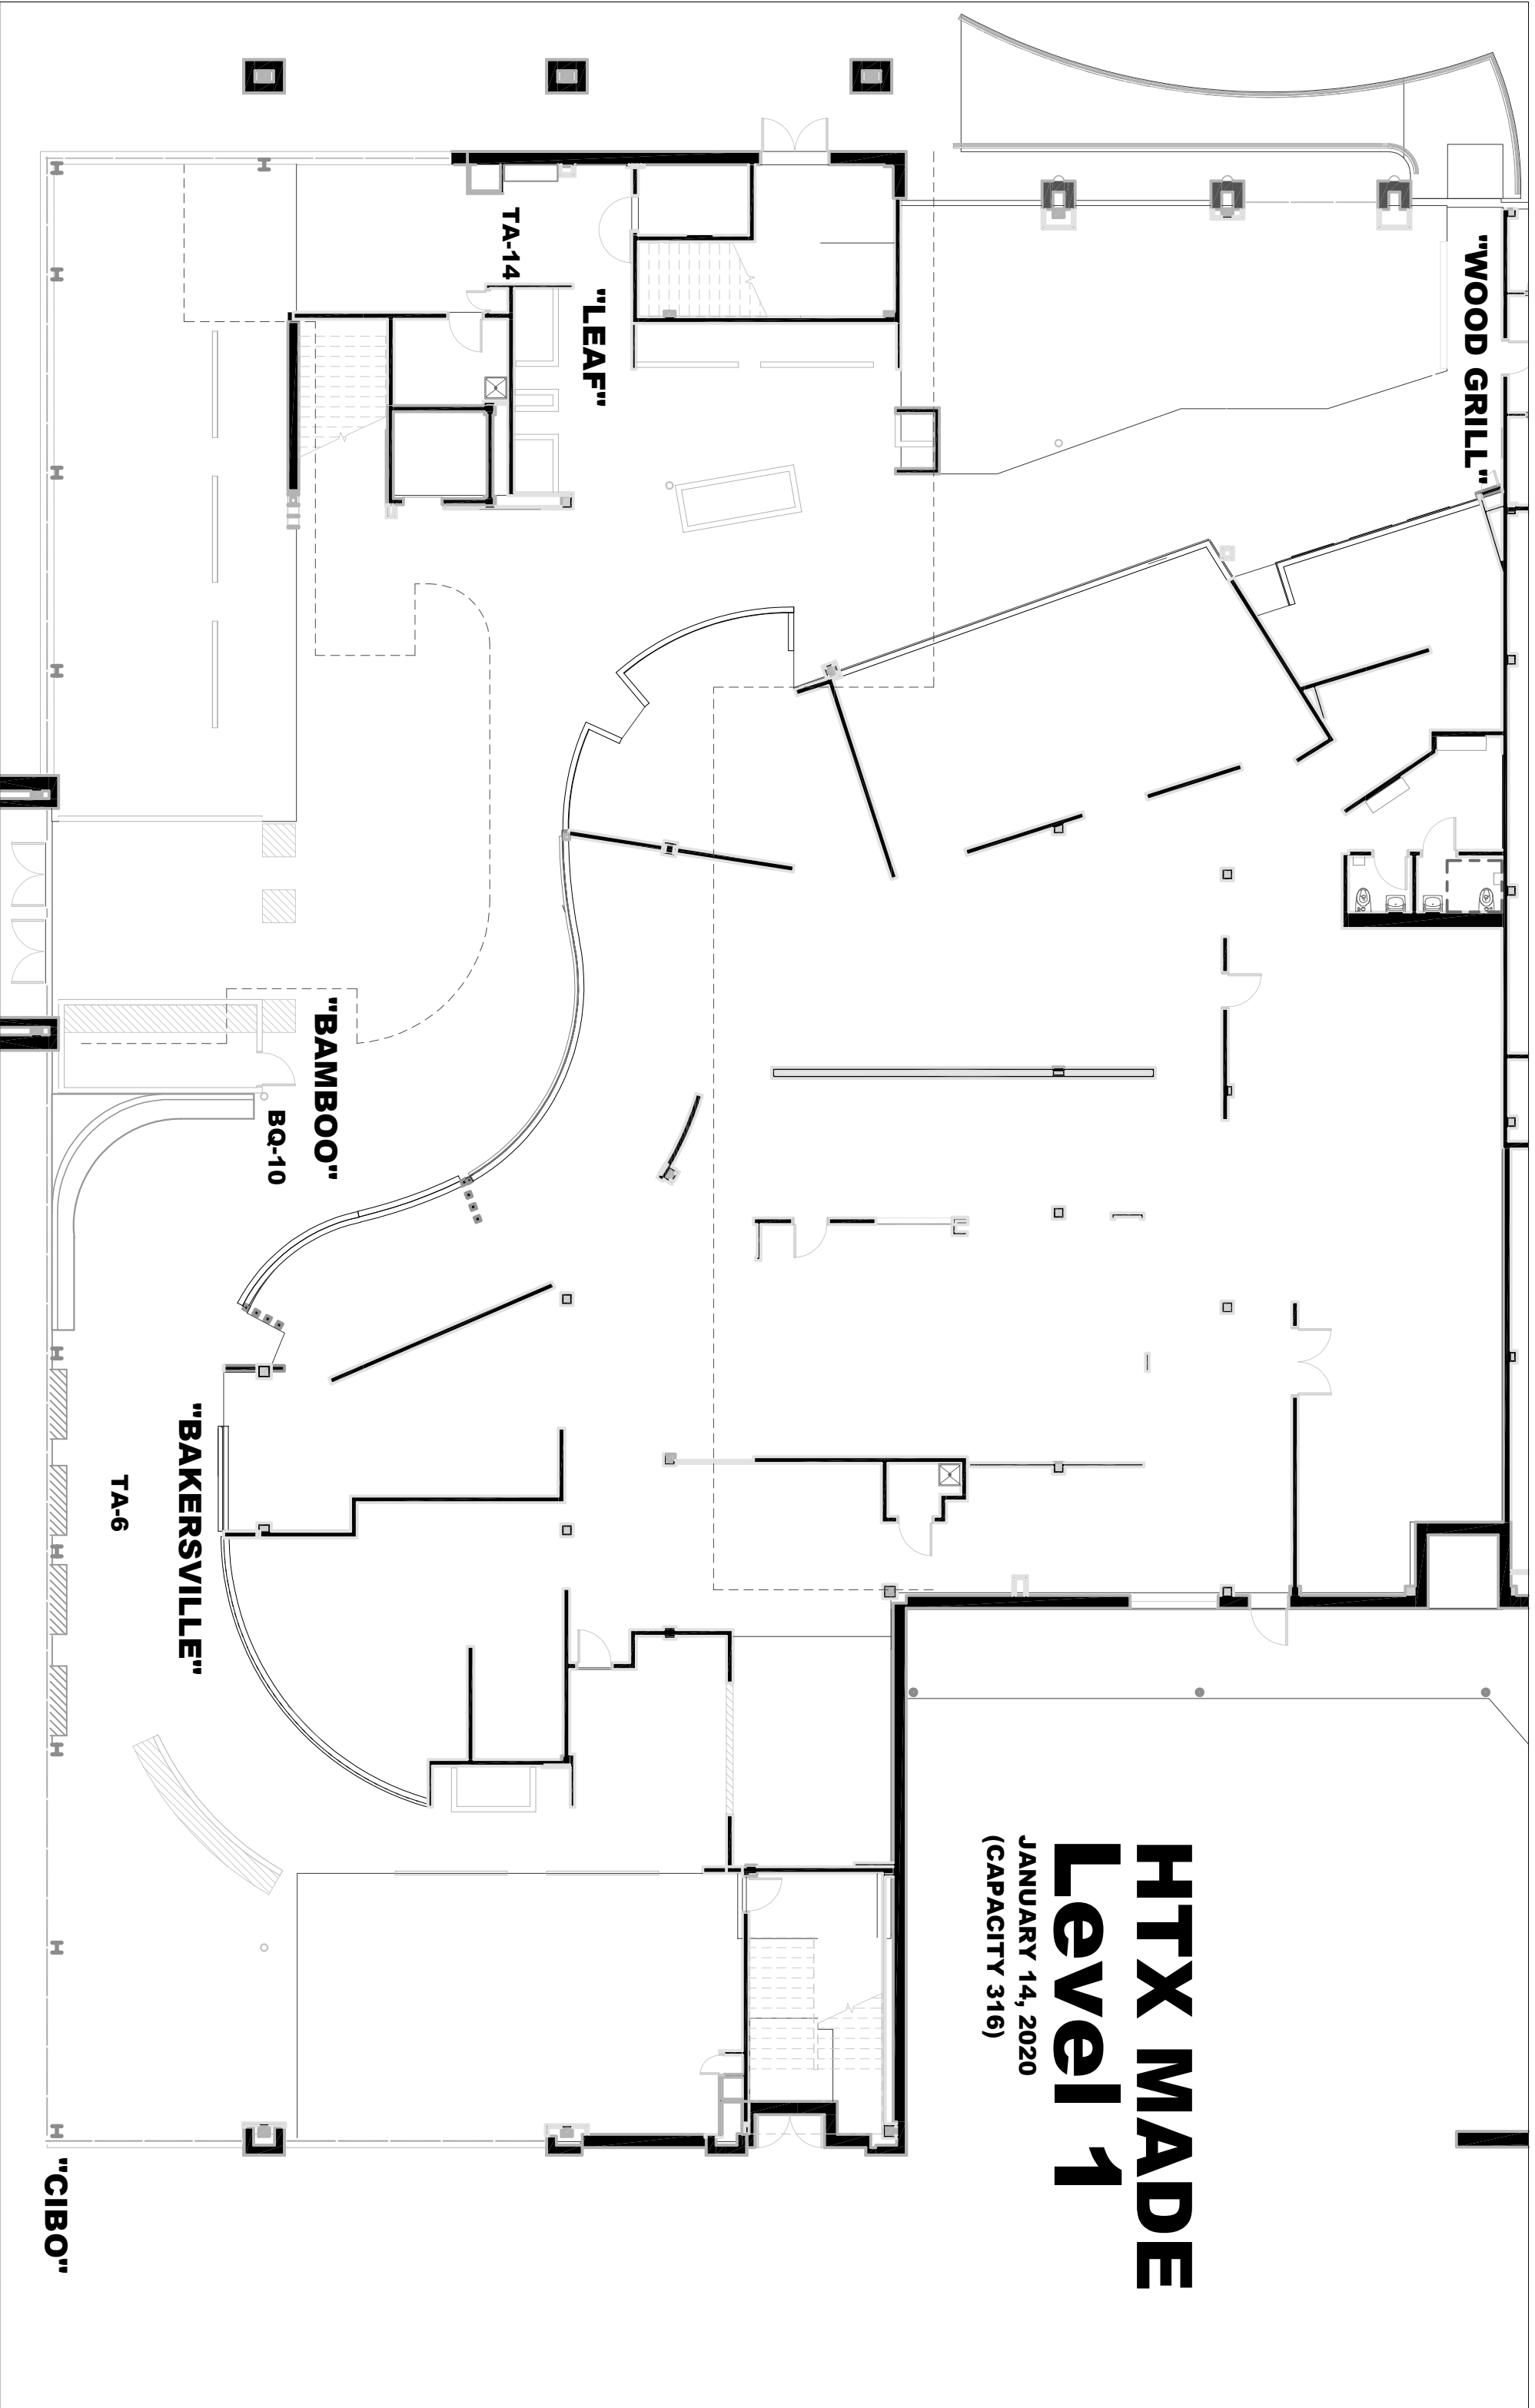 "WOOD GRILL"
"LEAF"
TA-14
"BAMBOO"
BQ-10
"BAKERSVILLE"
TA-6
HTX MADE
Level 1
JANUARY 14, 2020
(CAPACITY 316)
"CIBO"